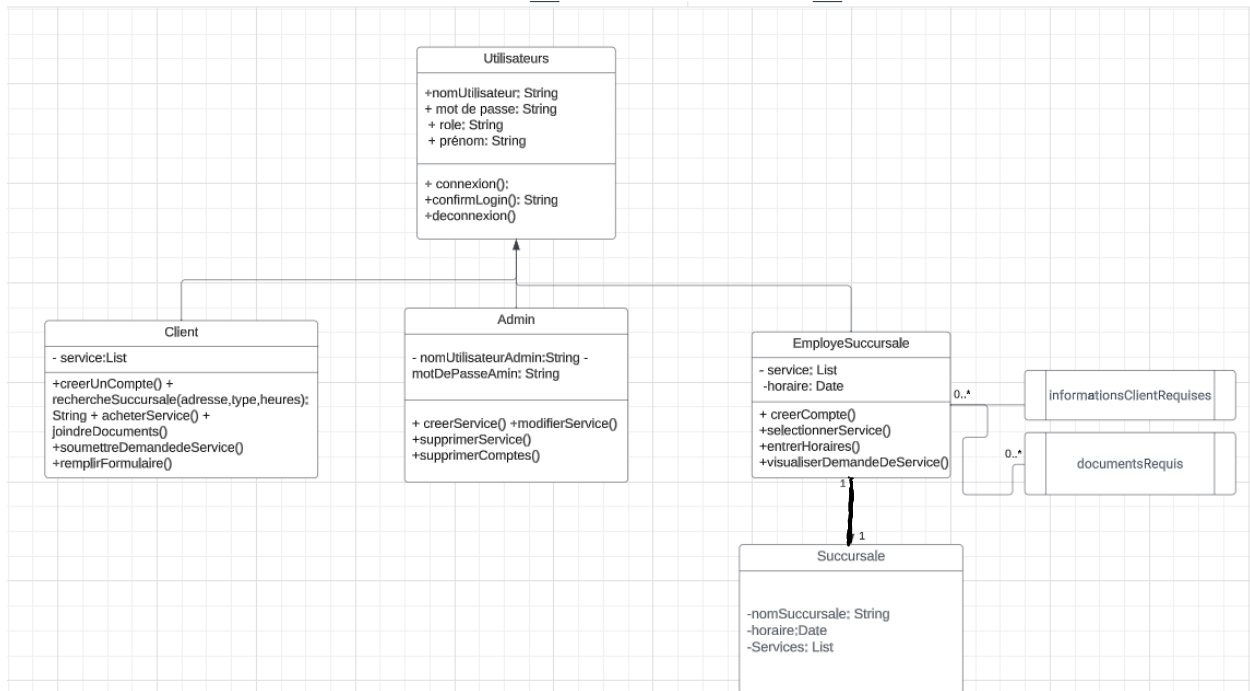 Utilisateurs
+nomUtilisateur: String
+ mot de passe: String
+ role: String
+ prénom: String
+ connexion():
+confirmLogin(): String
+deconnexion()
Client
- service:List
+creerUnCompte() +
rechercheSuccursale(adresse,type,heures):
String + acheterService() +
joindreDocuments()
+soumettreDemandedeService()
+remplirFormulaire()
Admin
- nomUtilisateurAdmin:String -
motDePasseAmin: String
+ creerService() +modifierService()
+supprimerService()
+supprimerComptes()
EmployeSuccursale
- service: List
-horaire: Date
+ creerCompte()
+selectionnerService()
+entrerHoraires()
+visualiserDemandeDeService()
0..*
informationsClientRequises
0..*
documentsRequis
1
1
Succursale
-nomSuccursale: String
-horaire:Date
-Services: List